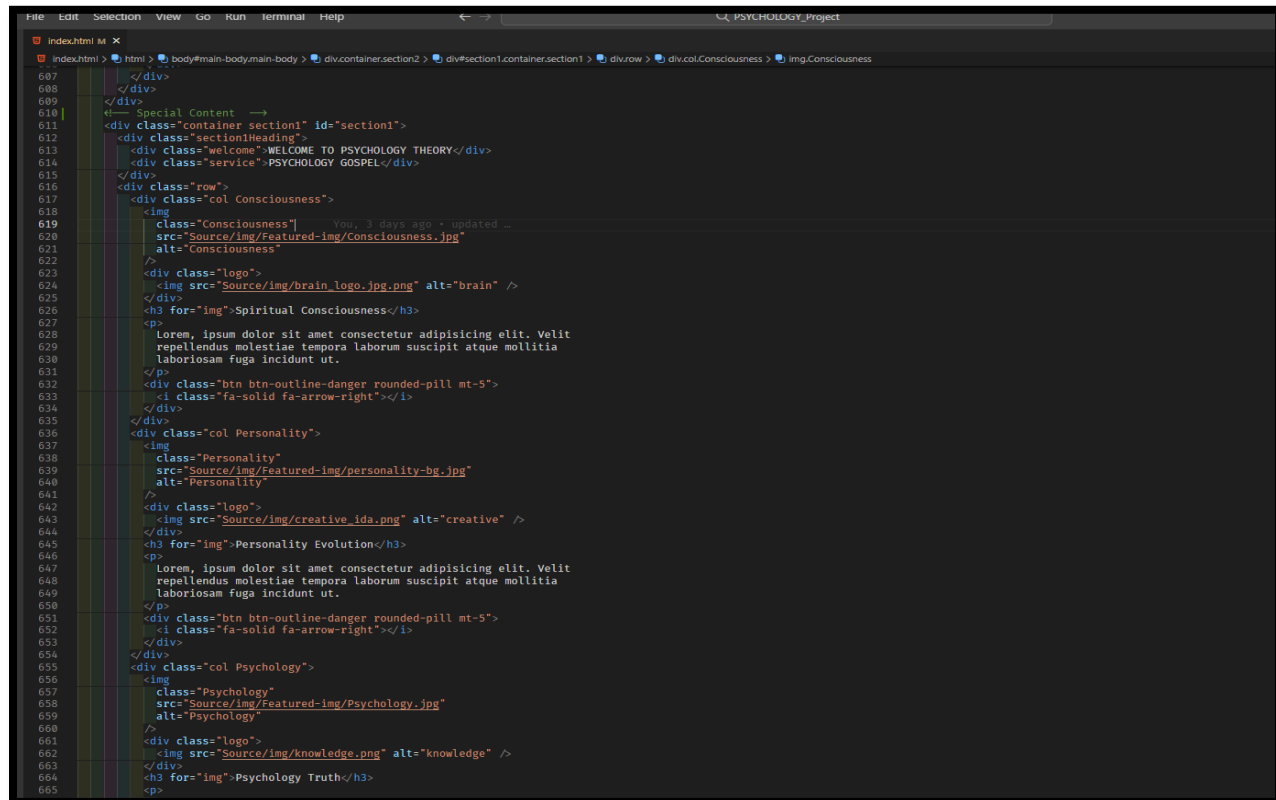 File Edit Selection View Go Run Terminal Help ← → PSYCHOLOGY_Project
index.html M ×
index.html > html > body#main-body.main-body > div.container.section2 > div#section1.container.section1 > div.row > div.col.Consciousness > img.Consciousness
607 </div>
608 </div>
609 </div>
610 <!-- Special Content -->
611 <div class="container section1" id="section1">
612 <div class="section1Heading">
613 <div class="welcome">WELCOME TO PSYCHOLOGY THEORY</div>
614 <div class="service">PSYCHOLOGY GOSPEL</div>
615 </div>
616 <div class="row">
617 <div class="col Consciousness">
618 <img
619 class="Consciousness" You, 3 days ago • updated …
620 src="Source/img/Featured-img/Consciousness.jpg"
621 alt="Consciousness"
622 />
623 <div class="logo">
624 <img src="Source/img/brain_logo.jpg.png" alt="brain" />
625 </div>
626 <h3 for="img">Spiritual Consciousness</h3>
627 <p>
628 Lorem, ipsum dolor sit amet consectetur adipisicing elit. Velit
629 repellendus molestiae tempora laborum suscipit atque mollitia
630 laboriosam fuga incidunt ut.
631 </p>
632 <div class="btn btn-outline-danger rounded-pill mt-5">
633 <i class="fa-solid fa-arrow-right"></i>
634 </div>
635 </div>
636 <div class="col Personality">
637 <img
638 class="Personality"
639 src="Source/img/Featured-img/personality-bg.jpg"
640 alt="Personality"
641 />
642 <div class="logo">
643 <img src="Source/img/creative_ida.png" alt="creative" />
644 </div>
645 <h3 for="img">Personality Evolution</h3>
646 <p>
647 Lorem, ipsum dolor sit amet consectetur adipisicing elit. Velit
648 repellendus molestiae tempora laborum suscipit atque mollitia
649 laboriosam fuga incidunt ut.
650 </p>
651 <div class="btn btn-outline-danger rounded-pill mt-5">
652 <i class="fa-solid fa-arrow-right"></i>
653 </div>
654 </div>
655 <div class="col Psychology">
656 <img
657 class="Psychology"
658 src="Source/img/Featured-img/Psychology.jpg"
659 alt="Psychology"
660 />
661 <div class="logo">
662 <img src="Source/img/knowledge.png" alt="knowledge" />
663 </div>
664 <h3 for="img">Psychology Truth</h3>
665 <p>